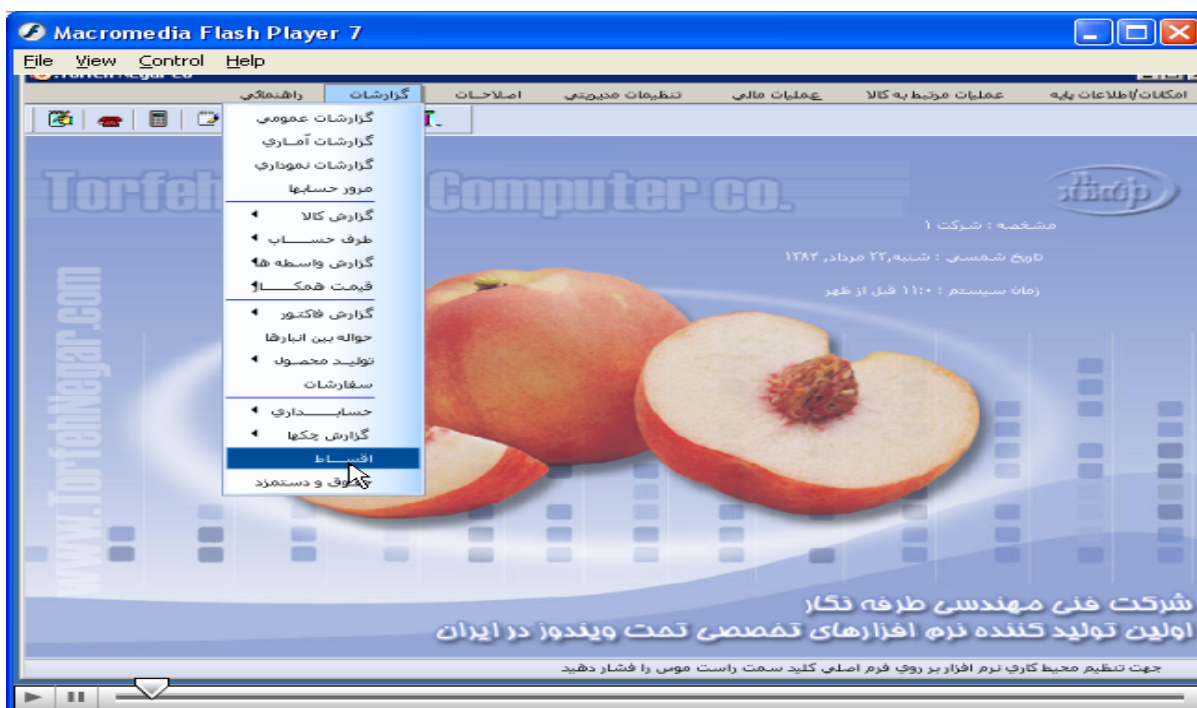 Macromedia Flash Player 7
File View Control Help
امکانات/اطلاعات پایه عملیات مرتبط به کالا عملیات مالی تنظیمات مدیریتی اصلاحات گزارشات راهنمائی
گزارشات عمومی
گزارشات آماری
گزارشات نموداری
مرور حسابها
گزارش کالا
طرف حساب
گزارش واسطه ها
قیمت همکار
گزارش فاکتور
حواله بین انبارها
تولید محصول
سفارشات
حسابداری
گزارش چکها
اقساط
حقوق و دستمزد
Torfeh Computer co.
www.TorfehNegar.com
مشخصه : شرکت ۱
تاریخ شمسی : شنبه,۲۲ مرداد, ۱۳۸۴
زمان سیستم : ۱۱:۰ قبل از ظهر
شرکت فنی مهندسی طرفه نگار
اولین تولید کننده نرم افزارهای تخصصی تحت ویندوز در ایران
جهت تنظیم محیط کاری نرم افزار بر روی فرم اصلی کلید سمت راست موس را فشار دهید